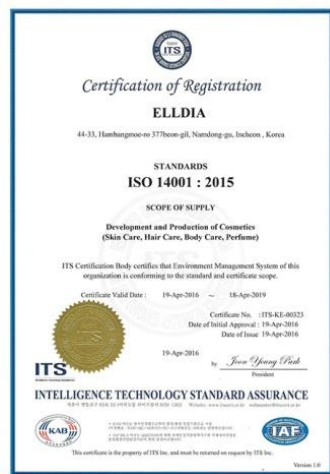 ITS
Certification of Registration
ELLDIA
44-33, Hambangmoe-ro 377beon-gil, Namdong-gu, Incheon , Korea
STANDARDS
ISO 14001 : 2015
SCOPE OF SUPPLY
Development and Production of Cosmetics
(Skin Care, Hair Care, Body Care, Perfume)
ITS Certification Body certifies that Environment Management System of this
organization is conforming to the standard and certificate scope.
Certificate Valid Date : 19-Apr-2016 ~ 18-Apr-2019
Certificate No. :ITS-KE-00323
Date of Initial Approval : 19-Apr-2016
Date of Issue 19-Apr-2016
19-Apr-2016
by Joon Young Park
President
ITS
INTELLIGENCE TECHNOLOGY STANDARD ASSURANCE
KAB
IAF
This certificate is the property of ITS Inc. and must be returned on request by ITS Inc.
Version 1.0